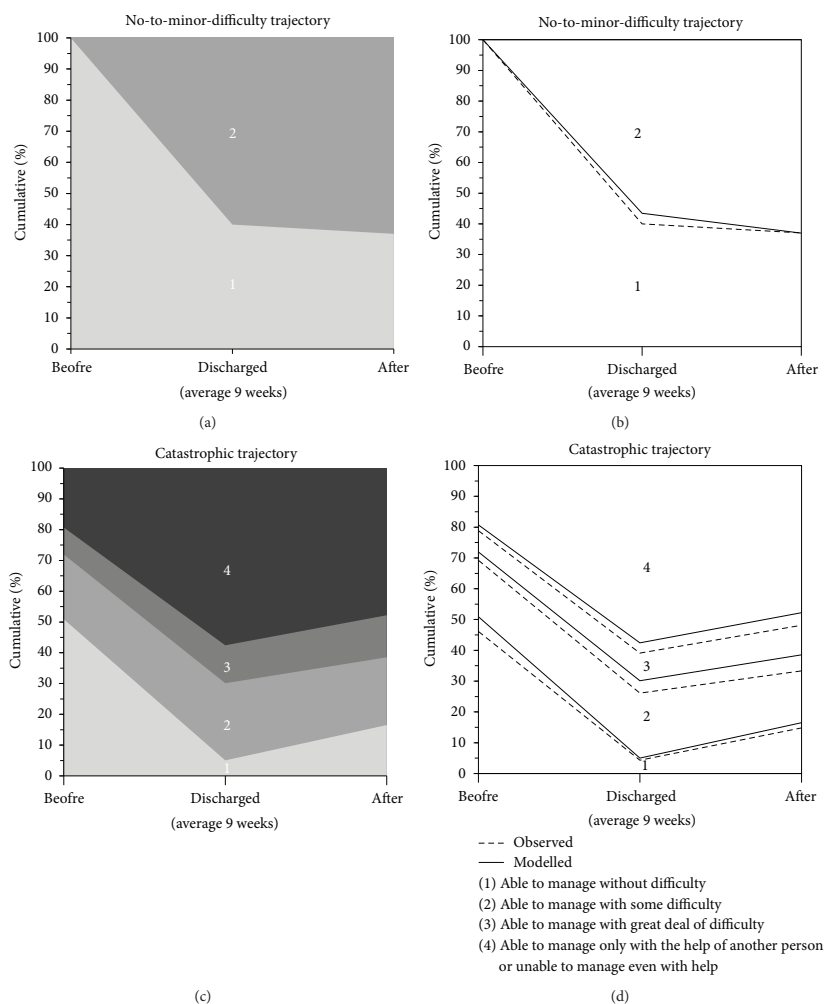 No-to-minor-difficulty trajectory
100
90
80
70
60
50
40
30
20
10
0
Cumulative (%)
2
1
Beofre
Discharged
After
(average 9 weeks)
(a)
No-to-minor-difficulty trajectory
100
90
80
70
60
50
40
30
20
10
0
Cumulative (%)
2
1
Beofre
Discharged
After
(average 9 weeks)
(b)
Catastrophic trajectory
100
90
80
70
60
50
40
30
20
10
0
Cumulative (%)
4
3
2
1
Beofre
Discharged
After
(average 9 weeks)
(c)
Catastrophic trajectory
100
90
80
70
60
50
40
30
20
10
0
Cumulative (%)
4
3
2
1
Beofre
Discharged
After
(average 9 weeks)
Observed
Modelled
(1) Able to manage without difficulty
(2) Able to manage with some difficulty
(3) Able to manage with great deal of difficulty
(4) Able to manage only with the help of another person
or unable to manage even with help
(d)